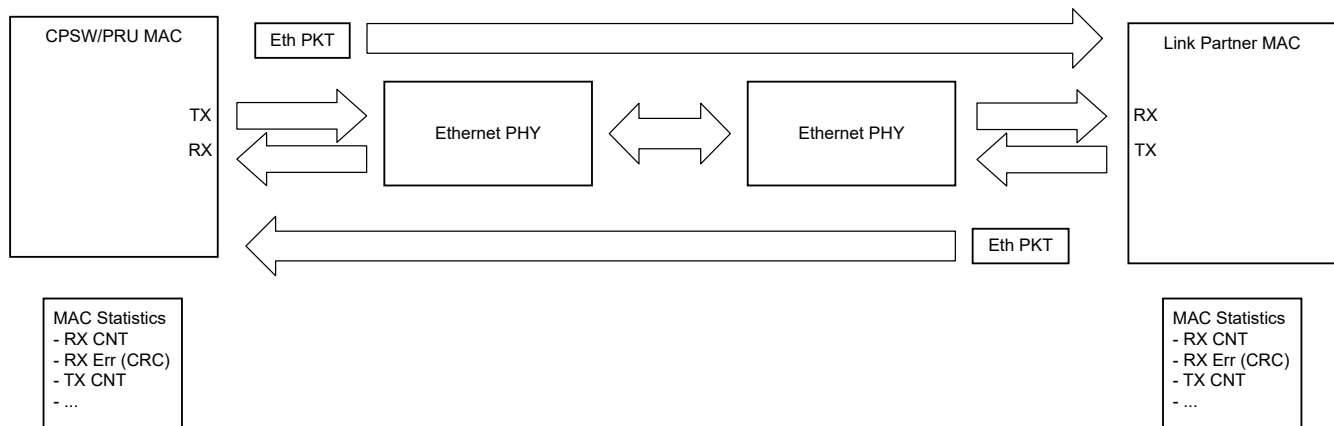 CPSW/PRU MAC
Eth PKT
Link Partner MAC
TX
RX
Ethernet PHY
Ethernet PHY
RX
TX
Eth PKT
MAC Statistics
- RX CNT
- RX Err (CRC)
- TX CNT
- ...
MAC Statistics
- RX CNT
- RX Err (CRC)
- TX CNT
- ...